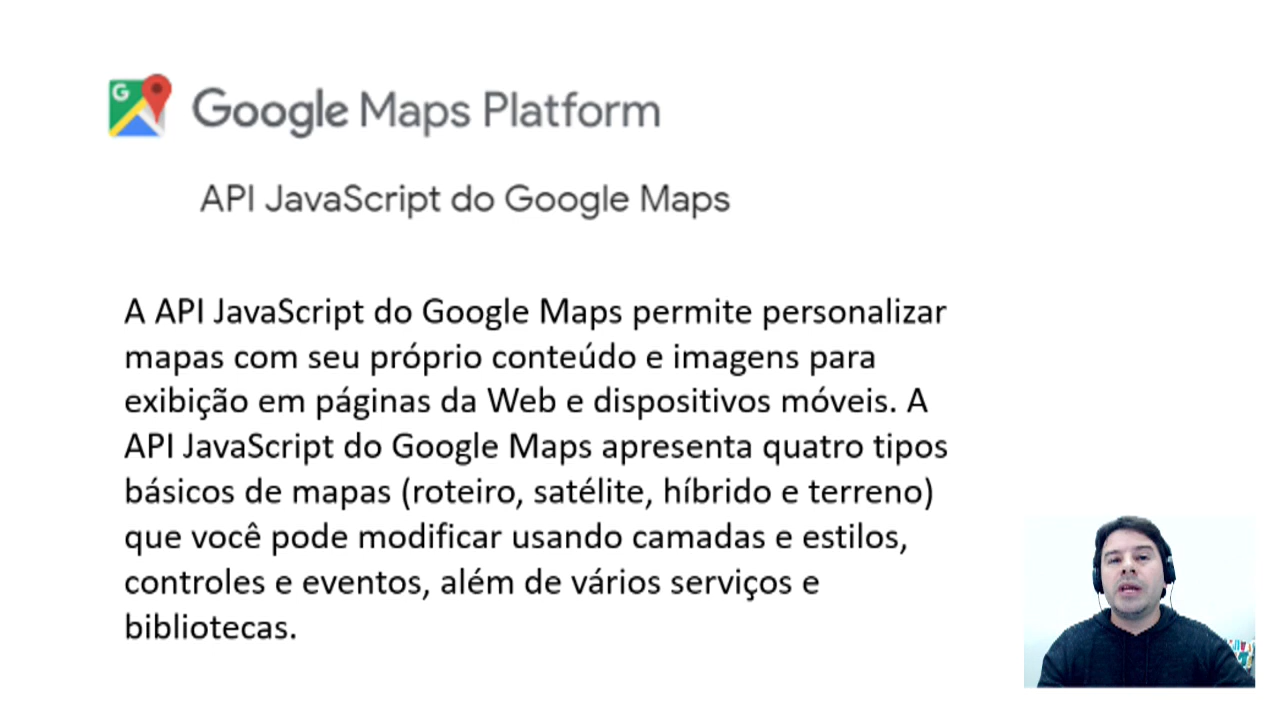 G
Google Maps Platform
API JavaScript do Google Maps
A API JavaScript do Google Maps permite personalizar
mapas com seu próprio conteúdo e imagens para
exibição em páginas da Web e dispositivos móveis. A
API JavaScript do Google Maps apresenta quatro tipos
básicos de mapas (roteiro, satélite, híbrido e terreno)
que você pode modificar usando camadas e estilos,
controles e eventos, além de vários serviços e
bibliotecas.